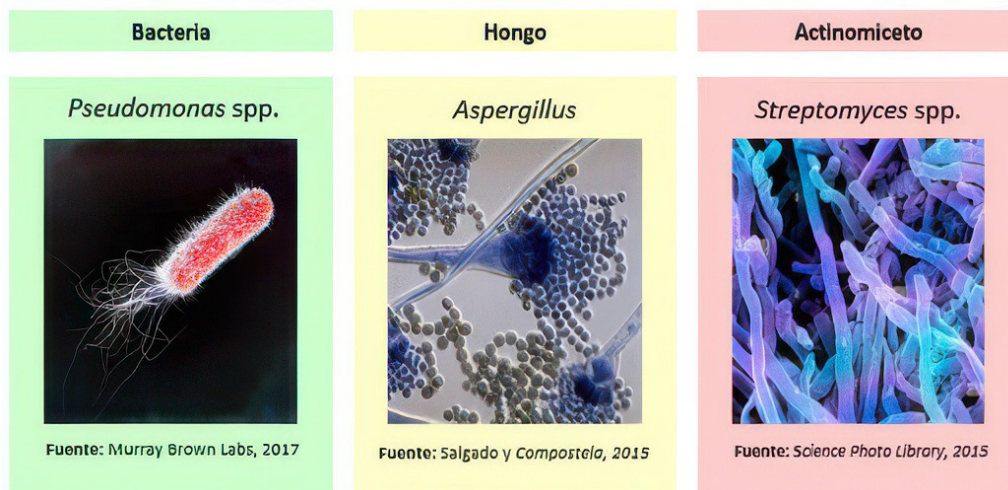 Bacteria
Hongo
Actinomiceto
Pseudomonas spp.
Aspergillus
Streptomyces spp.
Fuente: Murray Brown Labs, 2017
Fuente: Salgado y Compostela, 2015
Fuente: Science Photo Library, 2015